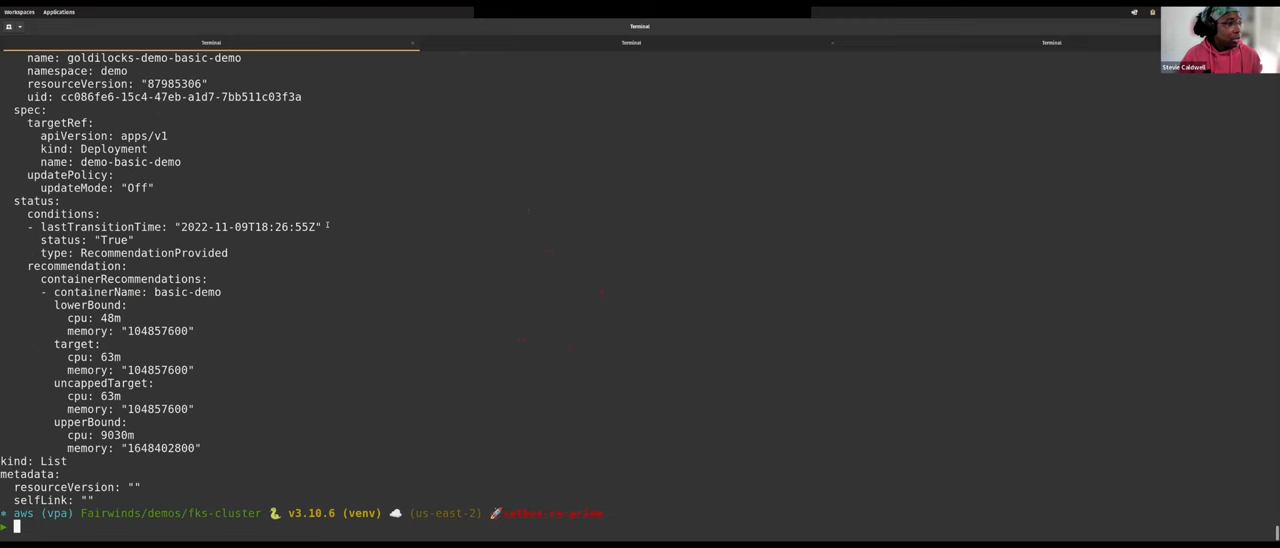 Workspaces Applications
Terminal
Terminal Terminal Terminal
Stevie Caldwell
name: goldilocks-demo-basic-demo
namespace: demo
resourceVersion: "87985306"
uid: cc086fe6-15c4-47eb-a1d7-7bb511c03f3a
spec:
targetRef:
apiVersion: apps/v1
kind: Deployment
name: demo-basic-demo
updatePolicy:
updateMode: "Off"
status:
conditions:
- lastTransitionTime: "2022-11-09T18:26:55Z"
status: "True"
type: RecommendationProvided
recommendation:
containerRecommendations:
- containerName: basic-demo
lowerBound:
cpu: 48m
memory: "104857600"
target:
cpu: 63m
memory: "104857600"
uncappedTarget:
cpu: 63m
memory: "104857600"
upperBound:
cpu: 9030m
memory: "1648402800"
kind: List
metadata:
resourceVersion: ""
selfLink: ""
aws (vpa) Fairwinds/demos/fks-cluster 🐍 v3.10.6 (venv) ☁️ (us-east-2) 🚀